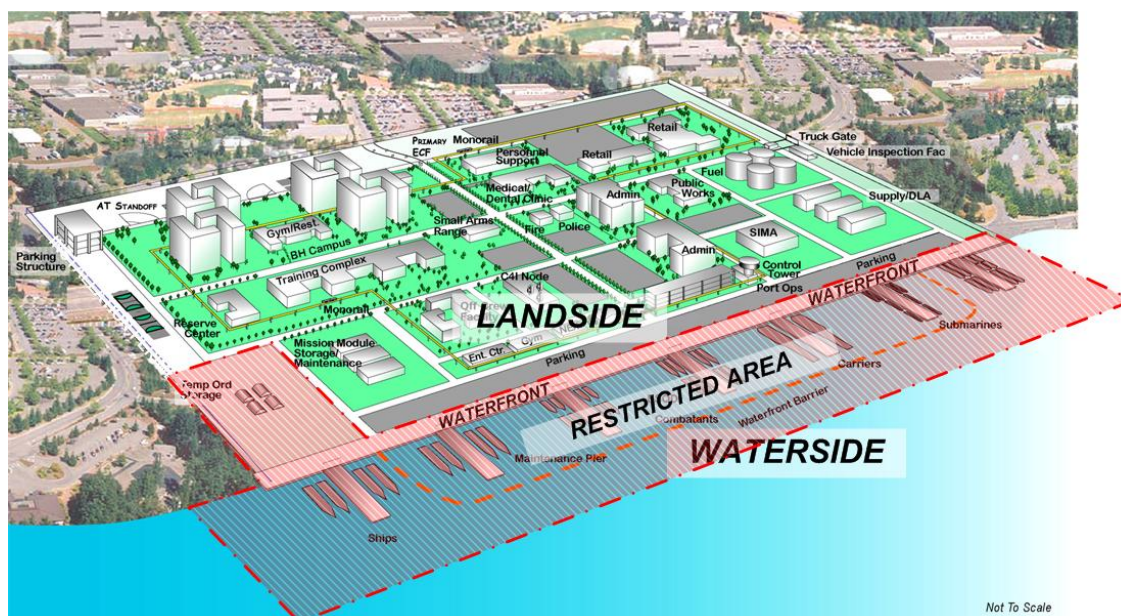 Truck Gate
Vehicle Inspection Fac
PRIMARY
ECF
Monorail
Retail
Personnel
Support
Retail
Fuel
Medical/
Dental Clinic
Admin
Public
Works
Supply/DLA
AT STANDOFF
Gym/Rest.
Small Arms
Range
Fire
Police
SIMA
Parking
Structure
BH Campus
Admin
Training Complex
C4I Node
Control
Tower
Port Ops
Parking
WATERFRONT
Reserve
Center
Monorail
LANDSIDE
Submarines
Mission Module
Storage/
Maintenance
Ent. Ctr.
Gym
Parking
Temp Ord
Storage
WATERFRONT
RESTRICTED AREA
Carriers
Combatants
Waterfront Barrier
Maintenance Pier
WATERSIDE
Ships
Not To Scale